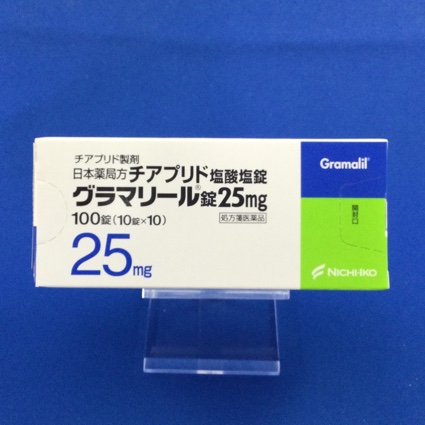 チアプリド製剤
日本薬局方チアプリド塩酸塩錠
グラマリール®錠25mg
100錠(10錠×10)
処方箋医薬品
25mg
Gramalil®
開封口
NICHI-IKO